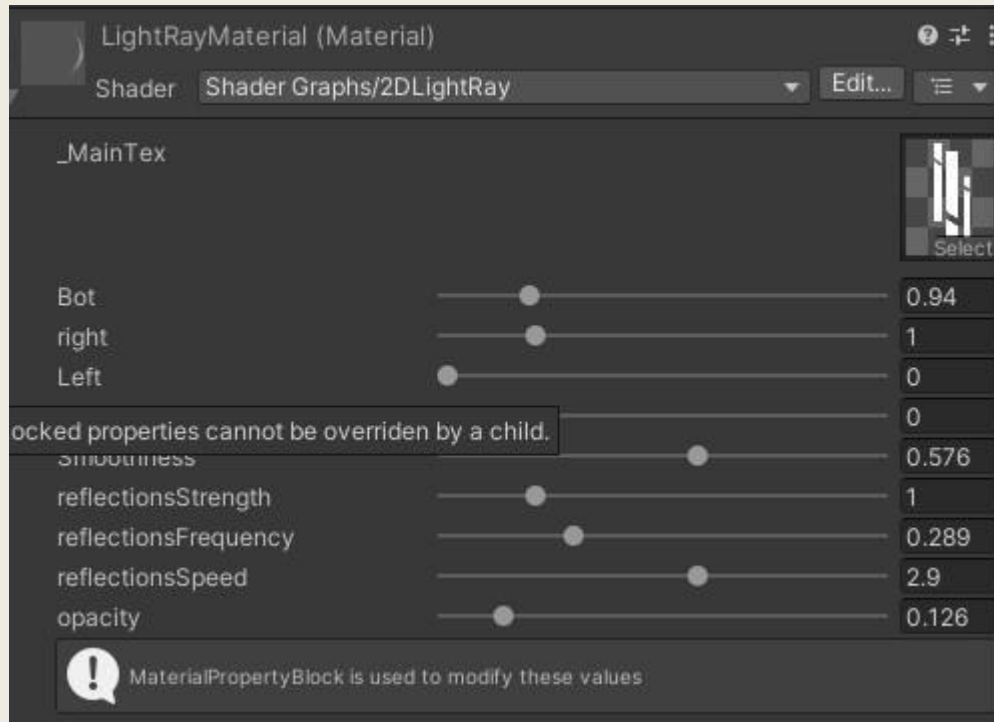 LightRayMaterial (Material)
Shader Shader Graphs/2DLightRay Edit...
_MainTex
Select
Bot 0.94
right 1
Left 0
0
ocked properties cannot be overriden by a child.
Smoothness 0.576
reflectionsStrength 1
reflectionsFrequency 0.289
reflectionsSpeed 2.9
opacity 0.126
MaterialPropertyBlock is used to modify these values